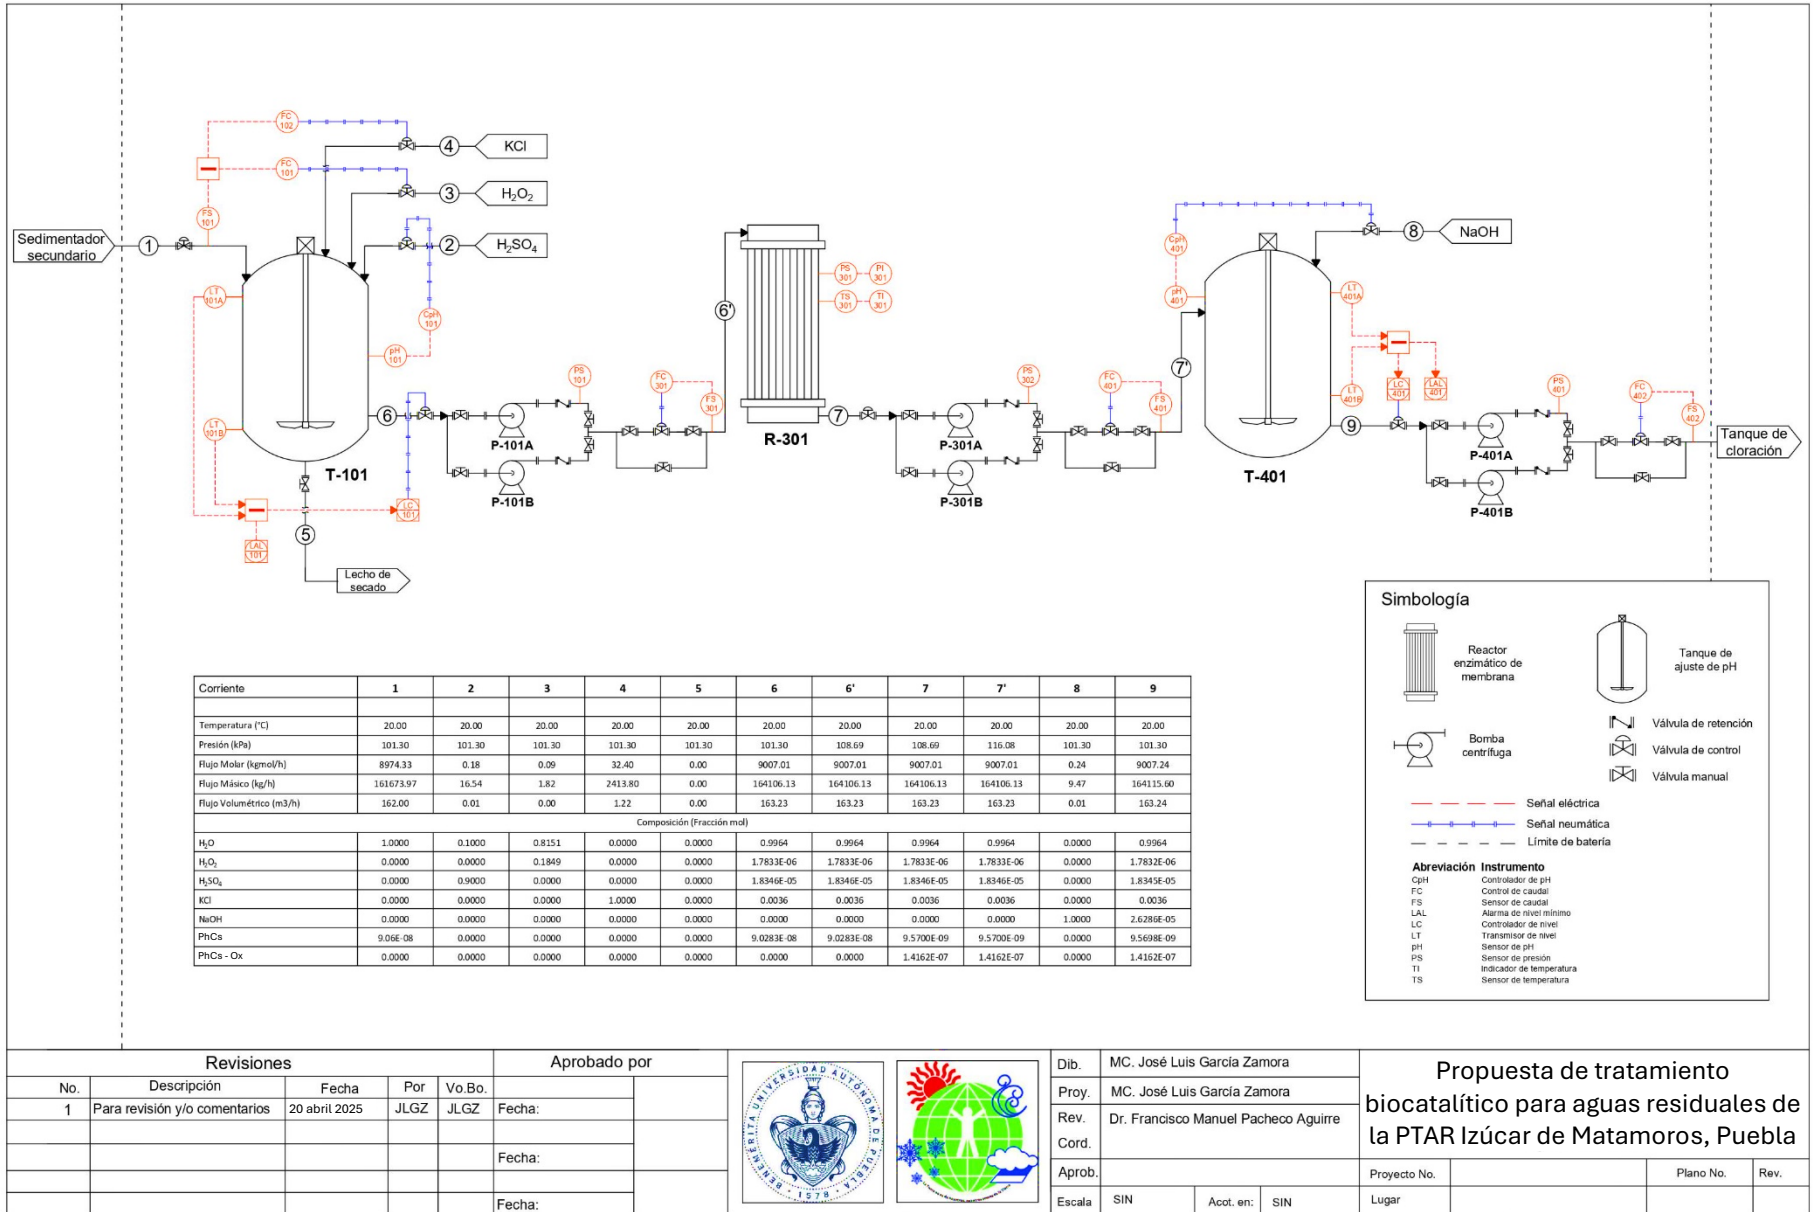 FC
102
4
KCl
FC
101
3
H₂O₂
FS
101
Sedimentador
secundario
1
2
H₂SO₄
8
NaOH
CpH
401
PS
301
PI
301
TS
301
TI
301
LT
101A
CpH
101
pH
101
6'
pH
401
LT
401A
7'
PS
101
FC
301
FS
301
PS
302
FC
401
FS
401
LC
401
LAL
401
LT
401B
PS
401
FC
402
FS
402
6
7
9
LT
101B
P-101A
R-301
P-301A
P-401A
Tanque de
cloración
T-101
T-401
P-101B
P-301B
P-401B
LC
101
5
LAL
101
Lecho de
secado
Simbología
Reactor
enzimático de
membrana
Tanque de
ajuste de pH
Bomba
centrífuga
Válvula de retención
Válvula de control
Válvula manual
Señal eléctrica
Señal neumática
Límite de batería
Abreviación Instrumento
CpH Controlador de pH
FC Control de caudal
FS Sensor de caudal
LAL Alarma de nivel mínimo
LC Controlador de nivel
LT Transmisor de nivel
pH Sensor de pH
PS Sensor de presión
TI Indicador de temperatura
TS Sensor de temperatura
Corriente 1 2 3 4 5 6 6' 7 7' 8 9
Temperatura (°C) 20.00 20.00 20.00 20.00 20.00 20.00 20.00 20.00 20.00 20.00 20.00
Presión (kPa) 101.30 101.30 101.30 101.30 101.30 101.30 108.69 108.69 116.08 101.30 101.30
Flujo Molar (kgmol/h) 8974.33 0.18 0.09 32.40 0.00 9007.01 9007.01 9007.01 9007.01 0.24 9007.24
Flujo Másico (kg/h) 161673.97 16.54 1.82 2413.80 0.00 164106.13 164106.13 164106.13 164106.13 9.47 164115.60
Flujo Volumétrico (m3/h) 162.00 0.01 0.00 1.22 0.00 163.23 163.23 163.23 163.23 0.01 163.24
Composición (Fracción mol)
H₂O 1.0000 0.1000 0.8151 0.0000 0.0000 0.9964 0.9964 0.9964 0.9964 0.0000 0.9964
H₂O₂ 0.0000 0.0000 0.1849 0.0000 0.0000 1.7833E-06 1.7833E-06 1.7833E-06 1.7833E-06 0.0000 1.7832E-06
H₂SO₄ 0.0000 0.9000 0.0000 0.0000 0.0000 1.8346E-05 1.8346E-05 1.8346E-05 1.8346E-05 0.0000 1.8345E-05
KCl 0.0000 0.0000 0.0000 1.0000 0.0000 0.0036 0.0036 0.0036 0.0036 0.0000 0.0036
NaOH 0.0000 0.0000 0.0000 0.0000 0.0000 0.0000 0.0000 0.0000 0.0000 1.0000 2.6286E-05
PhCs 9.06E-08 0.0000 0.0000 0.0000 0.0000 9.0283E-08 9.0283E-08 9.5700E-09 9.5700E-09 0.0000 9.5698E-09
PhCs - Ox 0.0000 0.0000 0.0000 0.0000 0.0000 0.0000 0.0000 1.4162E-07 1.4162E-07 0.0000 1.4162E-07
Revisiones
Aprobado por
No. Descripción Fecha Por Vo.Bo.
1 Para revisión y/o comentarios 20 abril 2025 JLGZ JLGZ Fecha:
Fecha:
Fecha:
BENEMÉRITA UNIVERSIDAD AUTÓNOMA DE PUEBLA
1578
Dib. MC. José Luis García Zamora
Proy. MC. José Luis García Zamora
Rev. Dr. Francisco Manuel Pacheco Aguirre
Cord.
Aprob.
Escala SIN Acot. en: SIN
Propuesta de tratamiento
biocatalítico para aguas residuales de
la PTAR Izúcar de Matamoros, Puebla
Proyecto No. Plano No. Rev.
Lugar